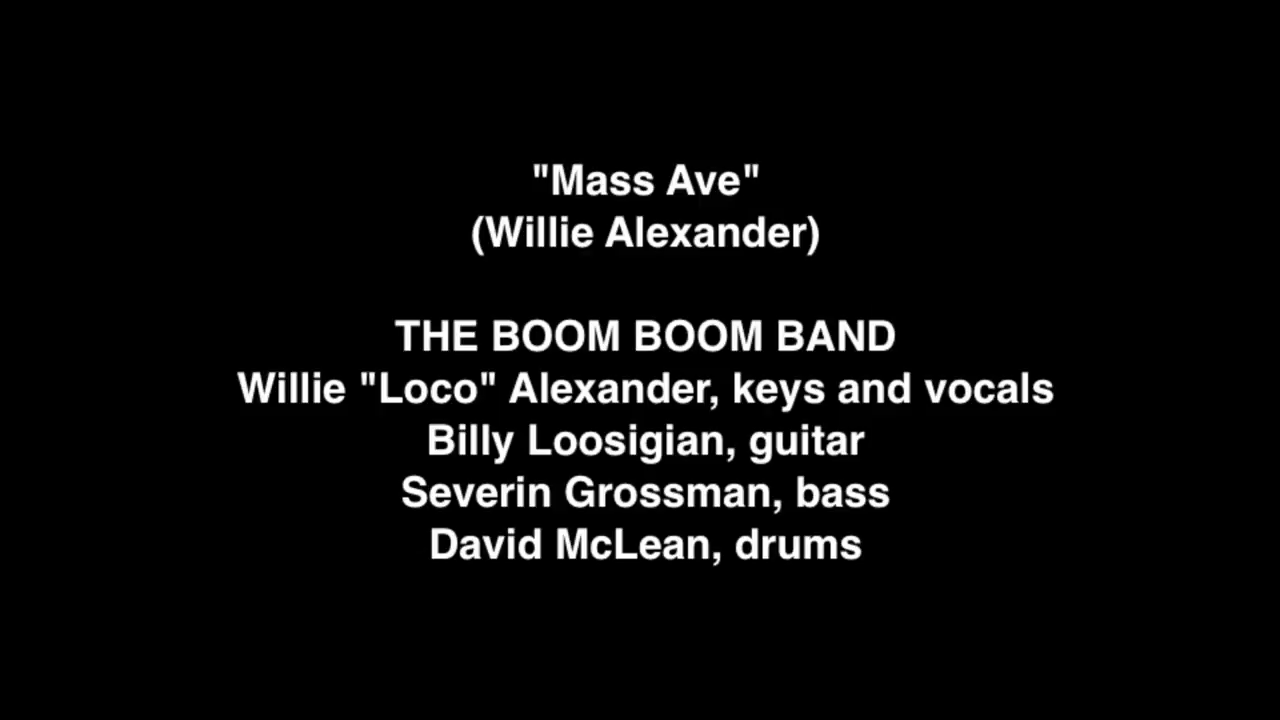 "Mass Ave"
(Willie Alexander)
THE BOOM BOOM BAND
Willie "Loco" Alexander, keys and vocals
Billy Loosigian, guitar
Severin Grossman, bass
David McLean, drums